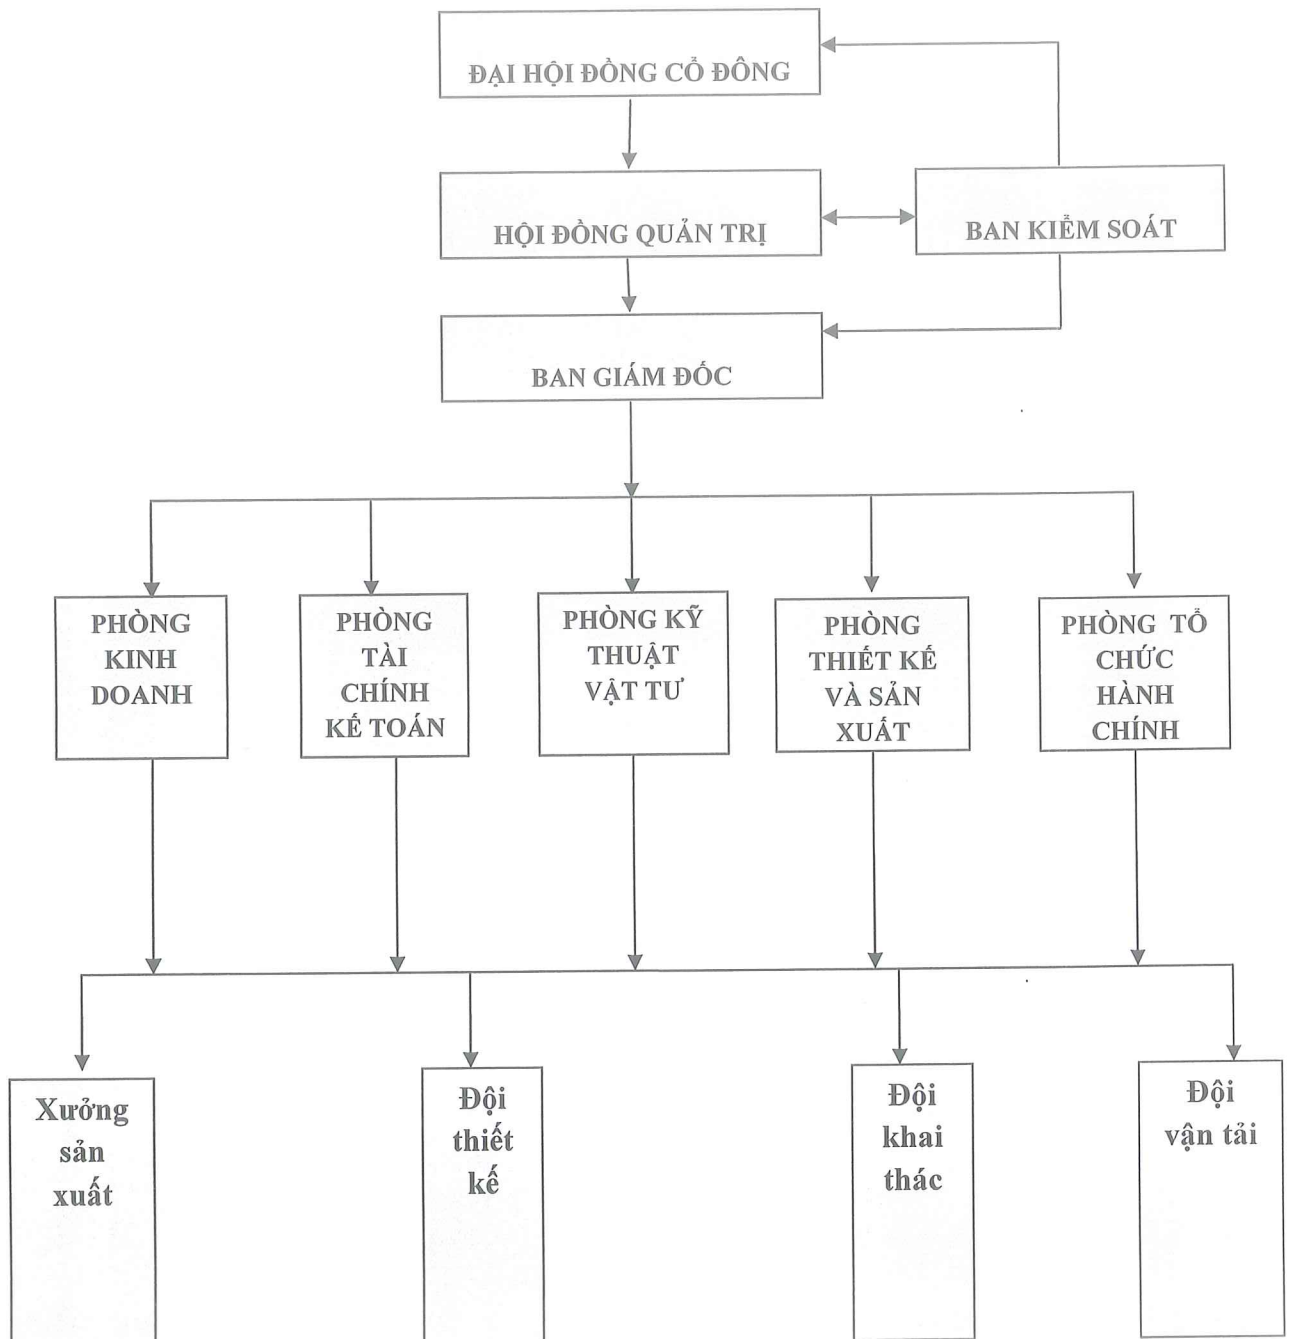 ĐẠI HỘI ĐỒNG CỔ ĐÔNG
HỘI ĐỒNG QUẢN TRỊ
BAN KIỂM SOÁT
BAN GIÁM ĐỐC
PHÒNG
KINH
DOANH
PHÒNG
TÀI
CHÍNH
KẾ TOÁN
PHÒNG KỸ
THUẬT
VẬT TƯ
PHÒNG
THIẾT KẾ
VÀ SẢN
XUẤT
PHÒNG TỔ
CHỨC
HÀNH
CHÍNH
Xưởng
sản
xuất
Đội
thiết
kế
Đội
khai
thác
Đội
vận tải